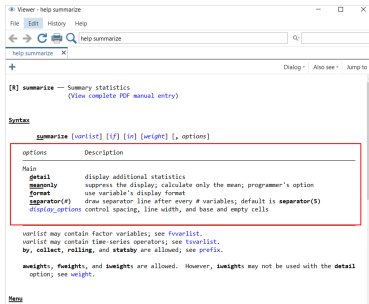 Viewer - help summarize
File Edit History Help
help summarize
help summarize X
+ Dialog Also see Jump to
[R] summarize — Summary statistics
(View complete PDF manual entry)
Syntax
summarize [varlist] [if] [in] [weight] [, options]
options Description
Main
detail display additional statistics
meanonly suppress the display; calculate only the mean; programmer's option
format use variable's display format
separator(#) draw separator line after every # variables; default is separator(5)
display_options control spacing, line width, and base and empty cells
varlist may contain factor variables; see fvvarlist.
varlist may contain time-series operators; see tsvarlist.
by, collect, rolling, and statsby are allowed; see prefix.
aweights, fweights, and iweights are allowed. However, iweights may not be used with the detail
option; see weight.
Menu